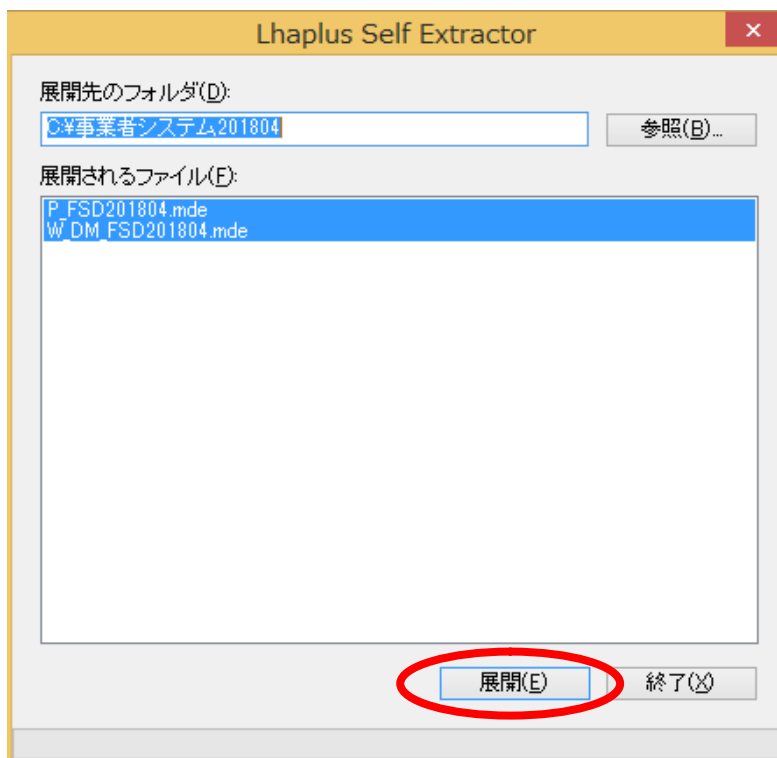 Lhaplus Self Extractor
展開先のフォルダ(D):
C:¥事業者システム201804
参照(B)...
展開されるファイル(F):
P_FSD201804.mde
W_DM_FSD201804.mde
展開(E)
終了(X)